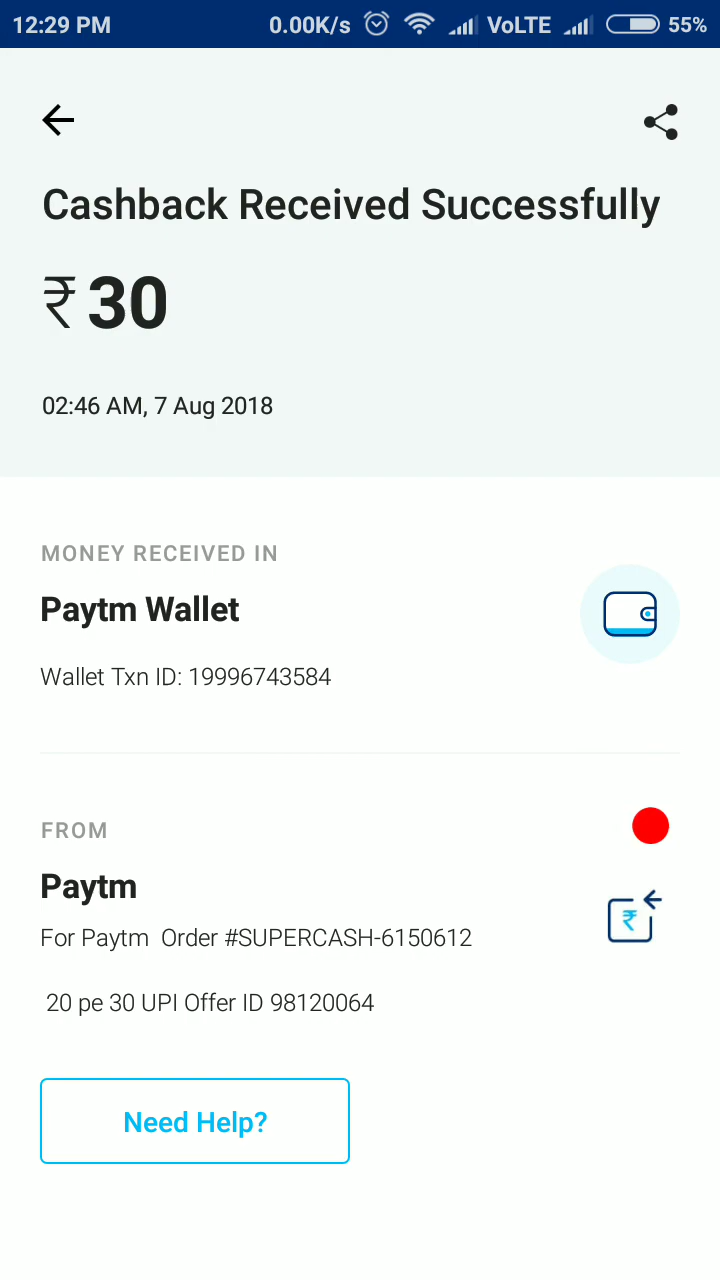 12:29 PM 0.00K/s VoLTE 55%
Cashback Received Successfully
₹30
02:46 AM, 7 Aug 2018
MONEY RECEIVED IN
Paytm Wallet
Wallet Txn ID: 19996743584
FROM
Paytm
For Paytm  Order #SUPERCASH-6150612
₹
20 pe 30 UPI Offer ID 98120064
Need Help?